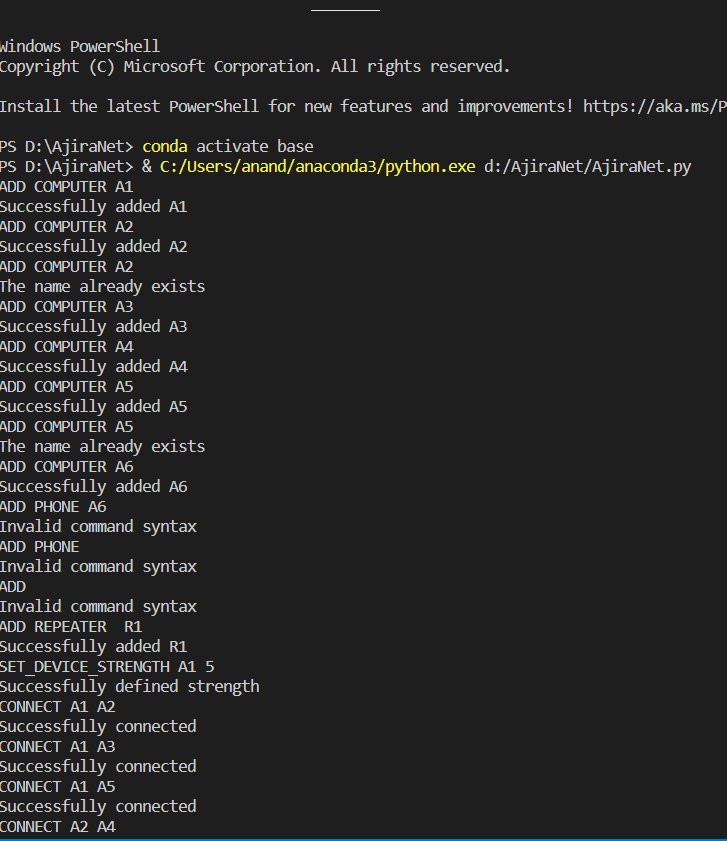 Windows PowerShell
Copyright (C) Microsoft Corporation. All rights reserved.
Install the latest PowerShell for new features and improvements! https://aka.ms/P
PS D:\AjiraNet> conda activate base
PS D:\AjiraNet> & C:/Users/anand/anaconda3/python.exe d:/AjiraNet/AjiraNet.py
ADD COMPUTER A1
Successfully added A1
ADD COMPUTER A2
Successfully added A2
ADD COMPUTER A2
The name already exists
ADD COMPUTER A3
Successfully added A3
ADD COMPUTER A4
Successfully added A4
ADD COMPUTER A5
Successfully added A5
ADD COMPUTER A5
The name already exists
ADD COMPUTER A6
Successfully added A6
ADD PHONE A6
Invalid command syntax
ADD PHONE
Invalid command syntax
ADD
Invalid command syntax
ADD REPEATER  R1
Successfully added R1
SET_DEVICE_STRENGTH A1 5
Successfully defined strength
CONNECT A1 A2
Successfully connected
CONNECT A1 A3
Successfully connected
CONNECT A1 A5
Successfully connected
CONNECT A2 A4